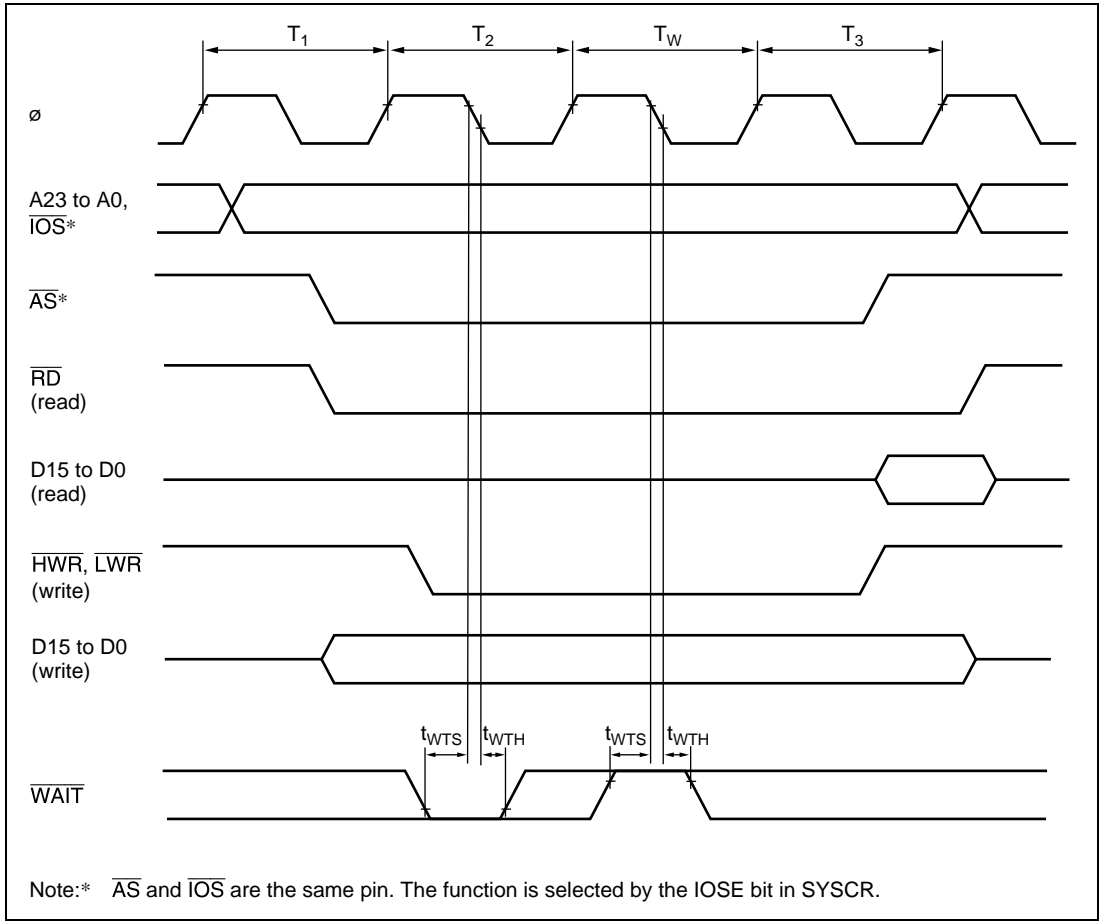 T1 T2 TW T3
ø
A23 to A0,
IOS*
AS*
RD
(read)
D15 to D0
(read)
HWR, LWR
(write)
D15 to D0
(write)
tWTS tWTH tWTS tWTH
WAIT
Note:* AS and IOS are the same pin. The function is selected by the IOSE bit in SYSCR.